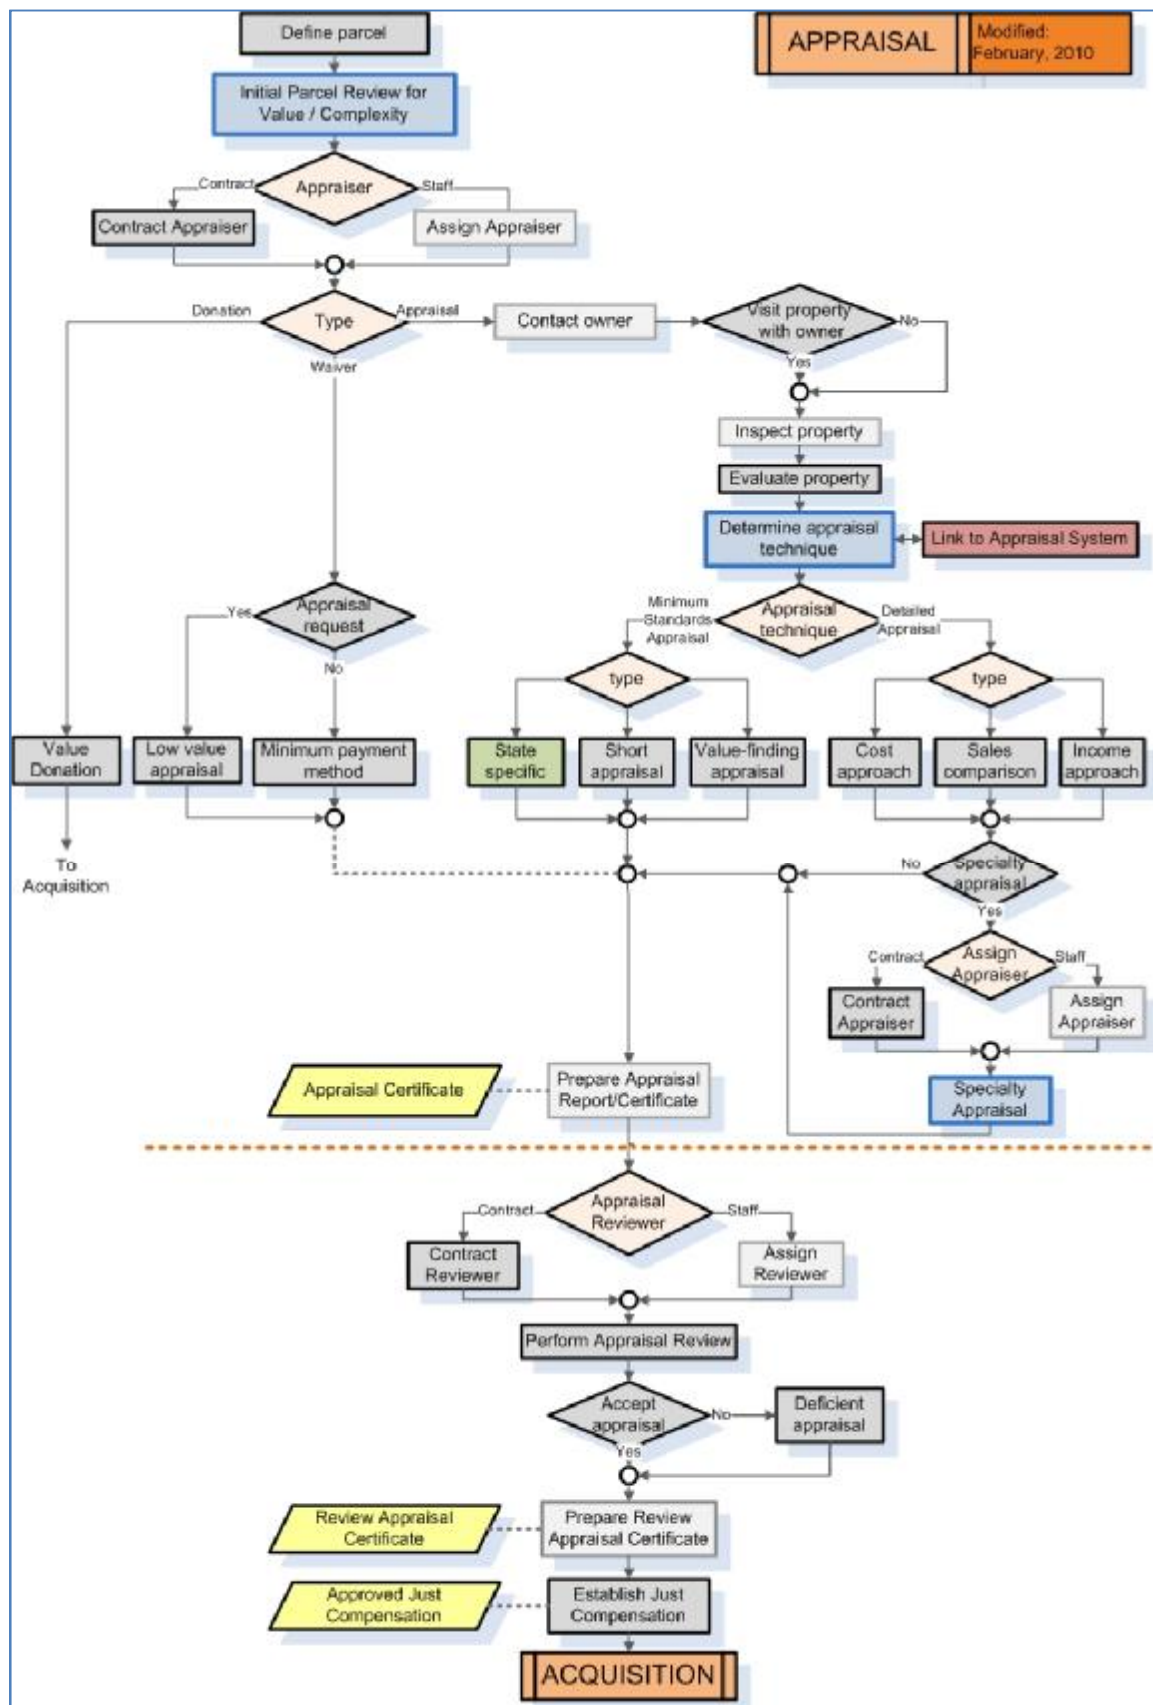 Define parcel
APPRAISAL
Modified:
February, 2010
Initial Parcel Review for
Value / Complexity
Contract
Appraiser
Staff
Contract Appraiser
Assign Appraiser
Donation
Type
Appraisal
Waiver
Contact owner
Visit property
with owner
No
Yes
Inspect property
Evaluate property
Determine appraisal
technique
Link to Appraisal System
Yes
Appraisal
request
No
Minimum
Standards
Appraisal
Appraisal
technique
Detailed
Appraisal
type
type
Value
Donation
Low value
appraisal
Minimum payment
method
State
specific
Short
appraisal
Value-finding
appraisal
Cost
approach
Sales
comparison
Income
approach
To
Acquisition
No
Specialty
appraisal
Yes
Contract
Assign
Appraiser
Staff
Contract
Appraiser
Assign
Appraiser
Appraisal Certificate
Prepare Appraisal
Report/Certificate
Specialty
Appraisal
Contract
Appraisal
Reviewer
Staff
Contract
Reviewer
Assign
Reviewer
Perform Appraisal Review
Accept
appraisal
No
Deficient
appraisal
Yes
Review Appraisal
Certificate
Prepare Review
Appraisal Certificate
Approved Just
Compensation
Establish Just
Compensation
ACQUISITION